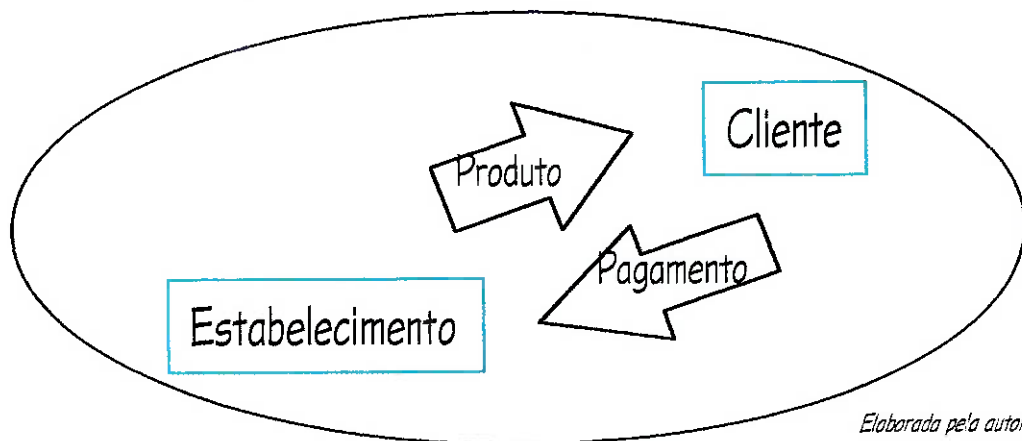 Cliente
Produto
Pagamento
Estabelecimento
Elaborada pela autor